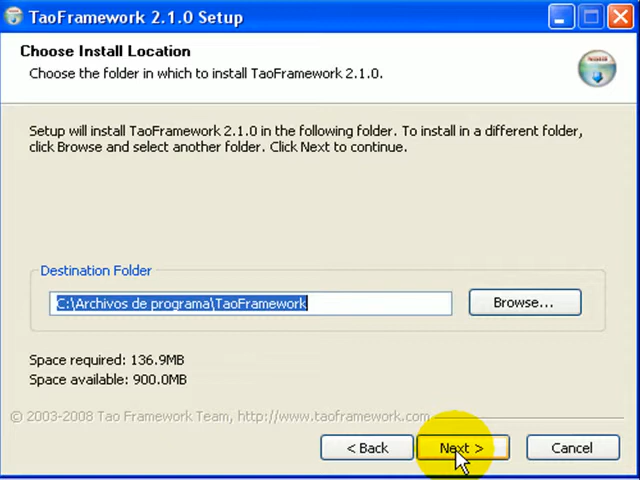 TaoFramework 2.1.0 Setup
Choose Install Location
Choose the folder in which to install TaoFramework 2.1.0.
Setup will install TaoFramework 2.1.0 in the following folder. To install in a different folder,
click Browse and select another folder. Click Next to continue.
Destination Folder
C:\Archivos de programa\TaoFramework
Browse...
Space required: 136.9MB
Space available: 900.0MB
© 2003-2008 Tao Framework Team, http://www.taoframework.com
< Back
Next >
Cancel